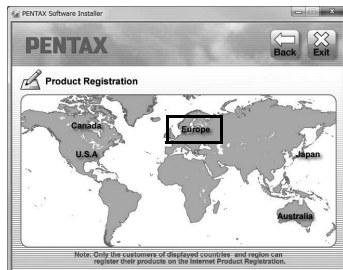 PENTAX Software Installer
PENTAX
Back
Exit
Product Registration
Canada
Europe
U.S.A
Japan
Australia
Note: Only the customers of displayed countries and region can
register their products on the Internet Product Registration.